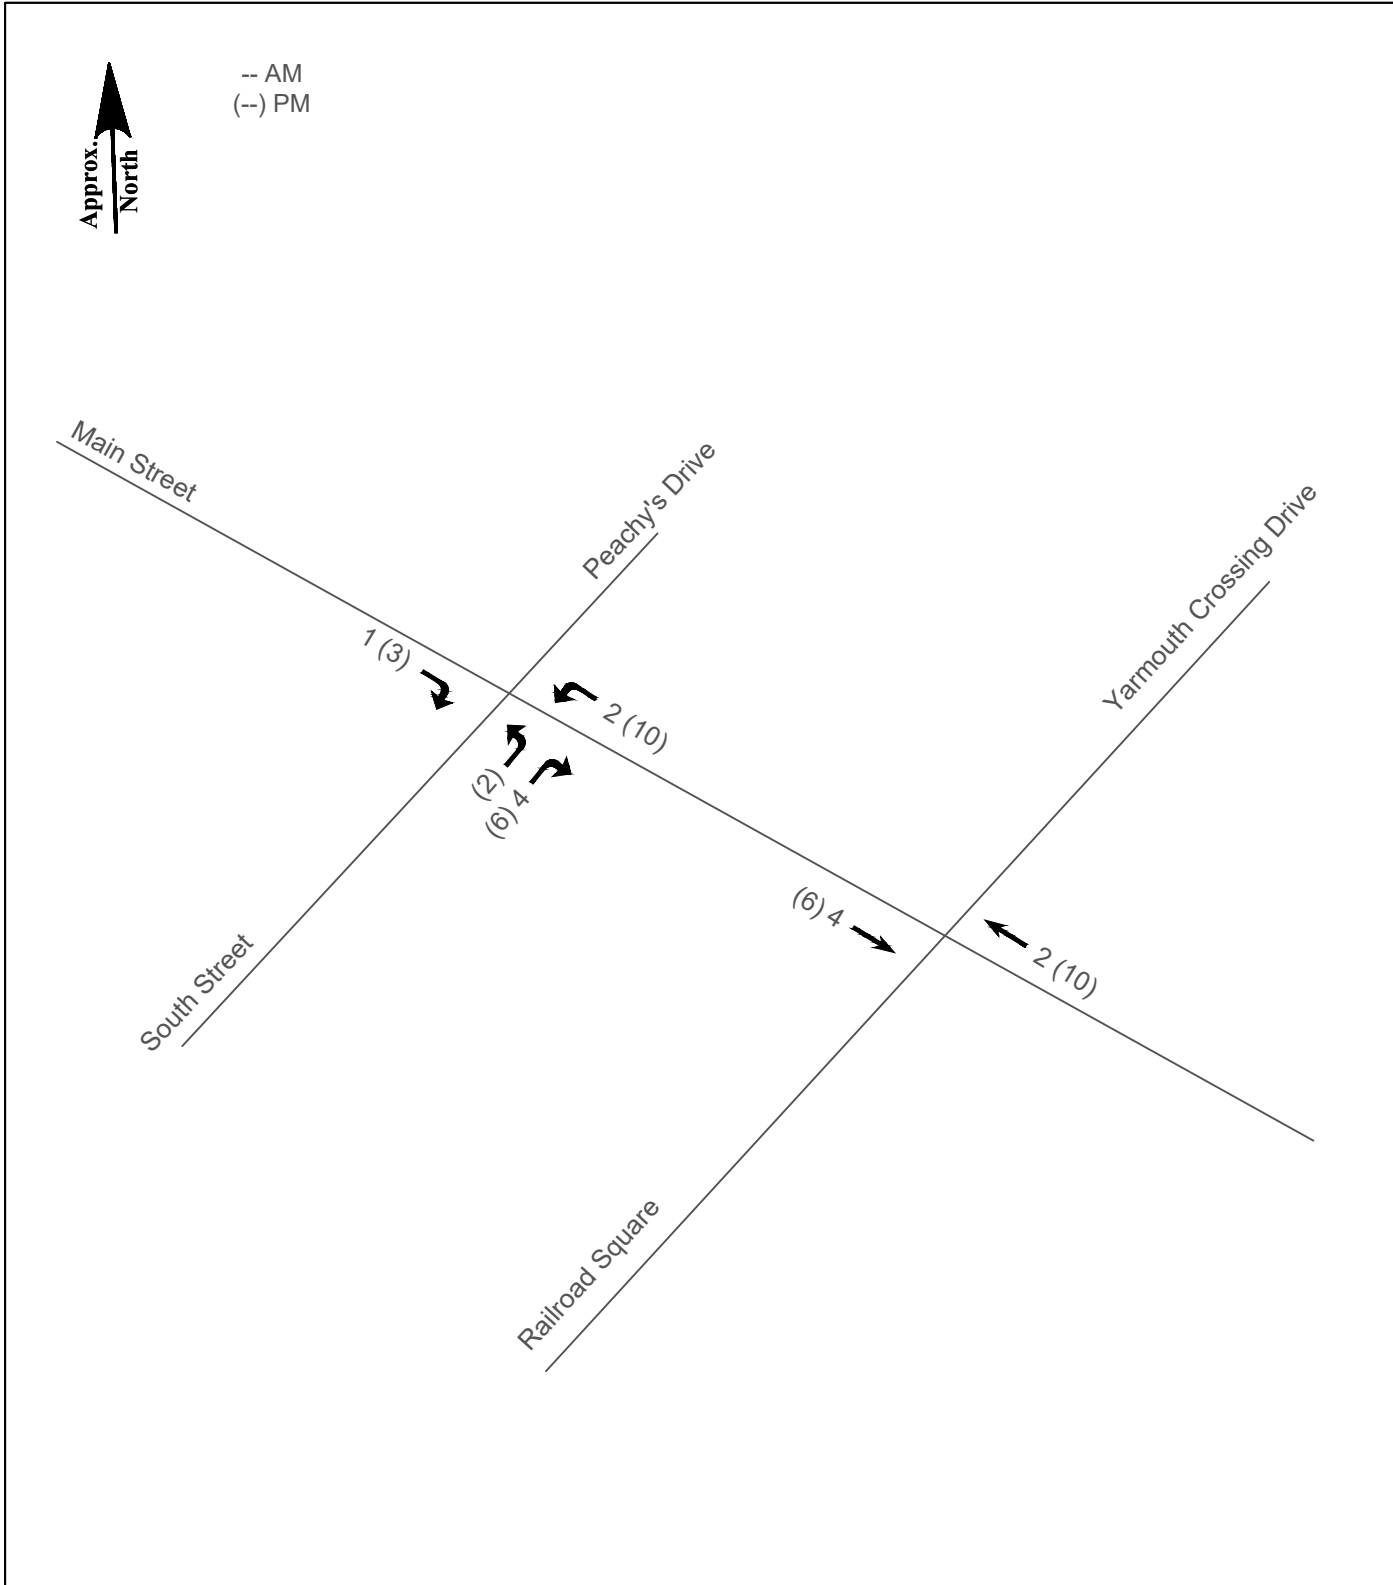 -- AM
(--) PM
Approx.
North
Main Street
Peachy's Drive
Yarmouth Crossing Drive
1 (3)
2 (10)
(2)
(6) 4
(6) 4
2 (10)
South Street
Railroad Square